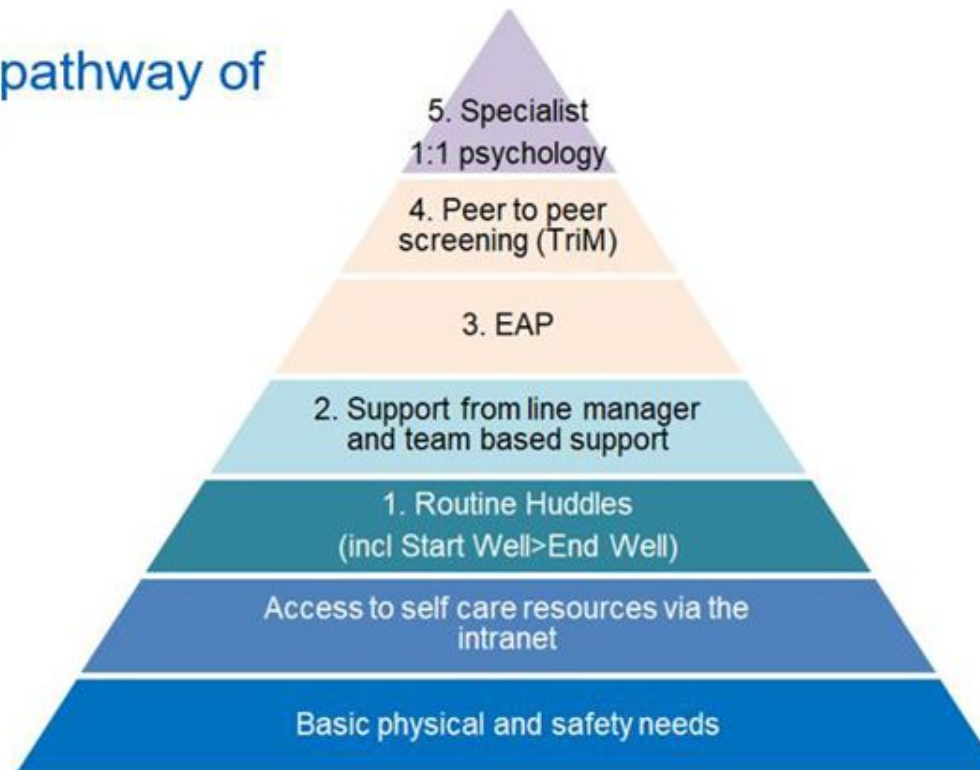 pathway of
5. Specialist
1:1 psychology
4. Peer to peer
screening (TriM)
3. EAP
2. Support from line manager
and team based support
1. Routine Huddles
(incl Start Well>End Well)
Access to self care resources via the
intranet
Basic physical and safety needs